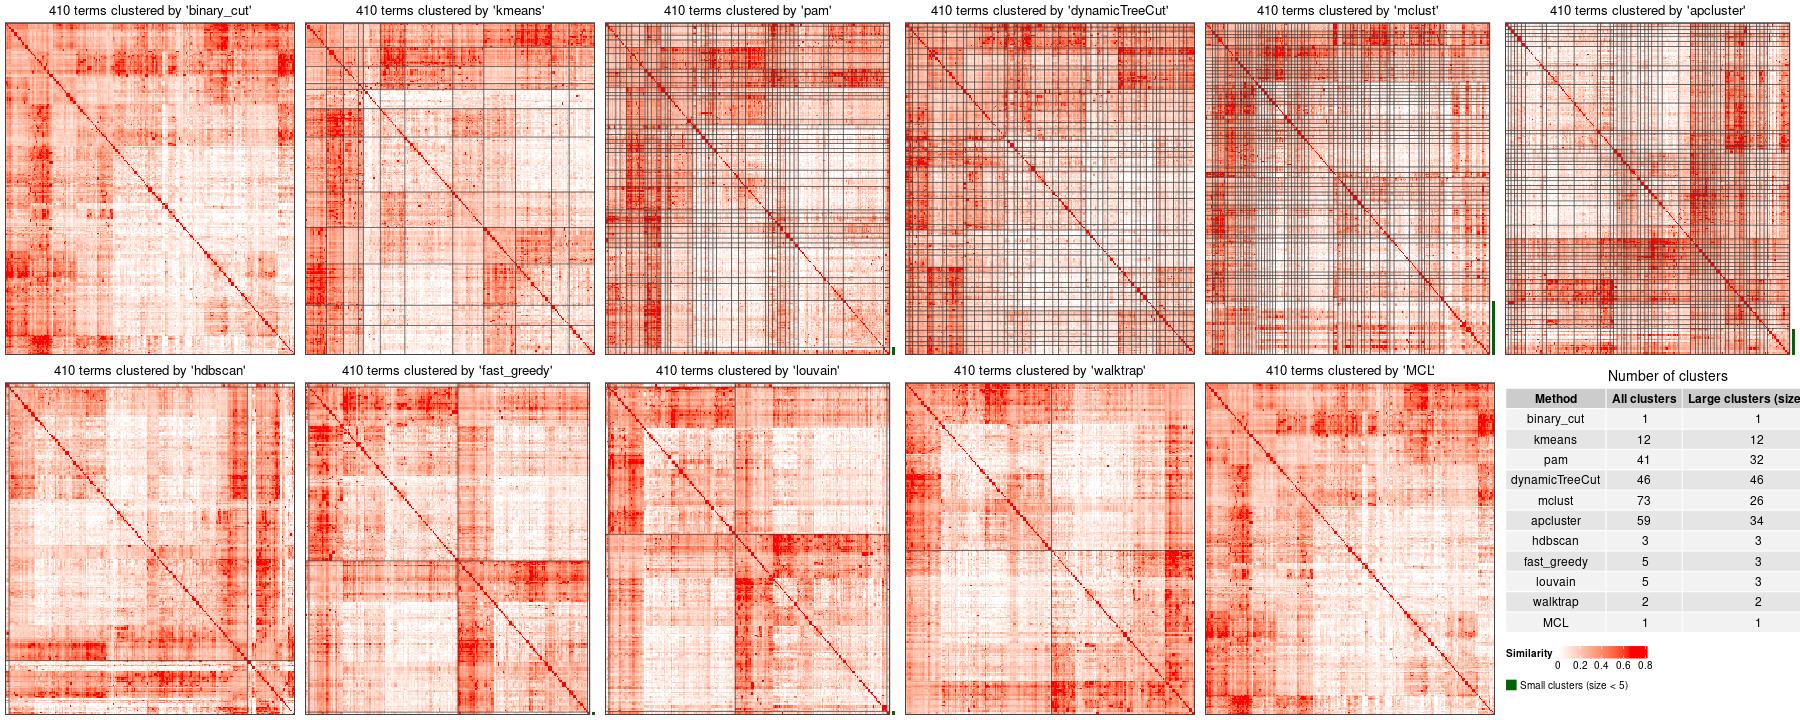 410 terms clustered by 'binary_cut'
410 terms clustered by 'kmeans'
410 terms clustered by 'pam'
410 terms clustered by 'dynamicTreeCut'
410 terms clustered by 'mclust'
410 terms clustered by 'apcluster'
410 terms clustered by 'hdbscan'
410 terms clustered by 'fast_greedy'
410 terms clustered by 'louvain'
410 terms clustered by 'walktrap'
410 terms clustered by 'MCL'
Number of clusters
Method All clusters Large clusters (size
binary_cut 1 1
kmeans 12 12
pam 41 32
dynamicTreeCut 46 46
mclust 73 26
apcluster 59 34
hdbscan 3 3
fast_greedy 5 3
louvain 5 3
walktrap 2 2
MCL 1 1
Similarity
0 0.2 0.4 0.6 0.8
Small clusters (size < 5)